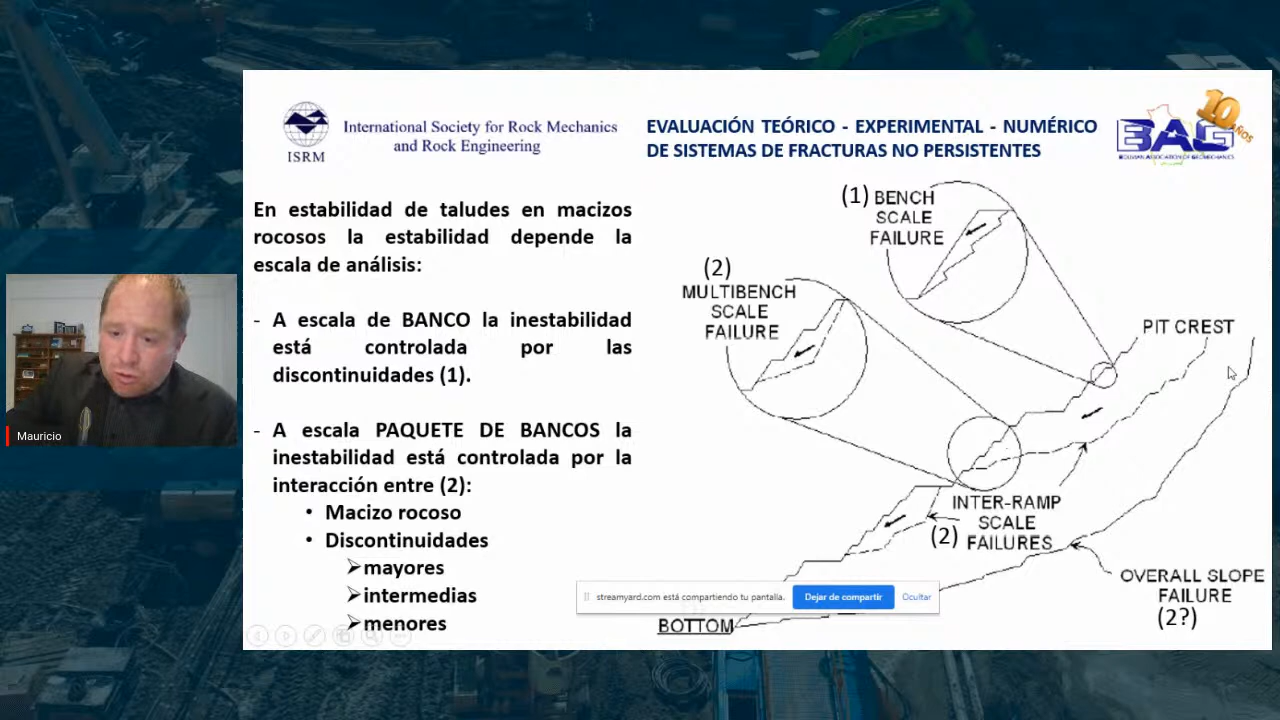 ISRM
International Society for Rock Mechanics
and Rock Engineering
EVALUACIÓN TEÓRICO - EXPERIMENTAL - NUMÉRICO
DE SISTEMAS DE FRACTURAS NO PERSISTENTES
10
AÑOS
BAG
BOLIVIAN ASSOCIATION OF GEOMECHANICS
En estabilidad de taludes en macizos
rocosos la estabilidad depende la
escala de análisis:
- A escala de BANCO la inestabilidad
está controlada por las
discontinuidades (1).
- A escala PAQUETE DE BANCOS la
inestabilidad está controlada por la
interacción entre (2):
• Macizo rocoso
• Discontinuidades
➢mayores
➢intermedias
➢menores
(1) BENCH
SCALE
FAILURE
(2)
MULTIBENCH
SCALE
FAILURE
PIT CREST
INTER-RAMP
SCALE
(2) FAILURES
OVERALL SLOPE
FAILURE
(2?)
BOTTOM
streamyard.com está compartiendo tu pantalla. Dejar de compartir Ocultar
Mauricio